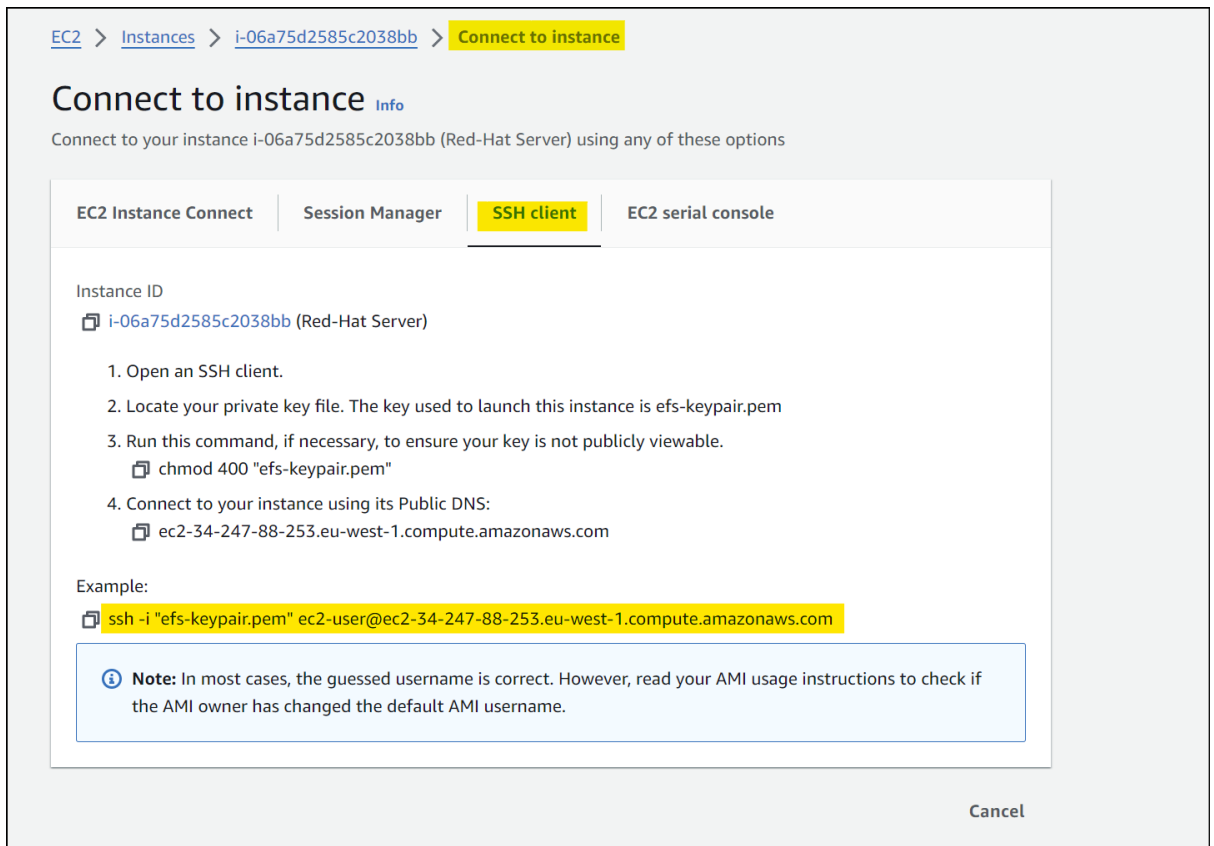 EC2 > Instances > i-06a75d2585c2038bb > Connect to instance
Connect to instance Info
Connect to your instance i-06a75d2585c2038bb (Red-Hat Server) using any of these options
EC2 Instance Connect Session Manager SSH client EC2 serial console
Instance ID
i-06a75d2585c2038bb (Red-Hat Server)
1. Open an SSH client.
2. Locate your private key file. The key used to launch this instance is efs-keypair.pem
3. Run this command, if necessary, to ensure your key is not publicly viewable.
chmod 400 "efs-keypair.pem"
4. Connect to your instance using its Public DNS:
ec2-34-247-88-253.eu-west-1.compute.amazonaws.com
Example:
ssh -i "efs-keypair.pem" ec2-user@ec2-34-247-88-253.eu-west-1.compute.amazonaws.com
Note: In most cases, the guessed username is correct. However, read your AMI usage instructions to check if
the AMI owner has changed the default AMI username.
Cancel